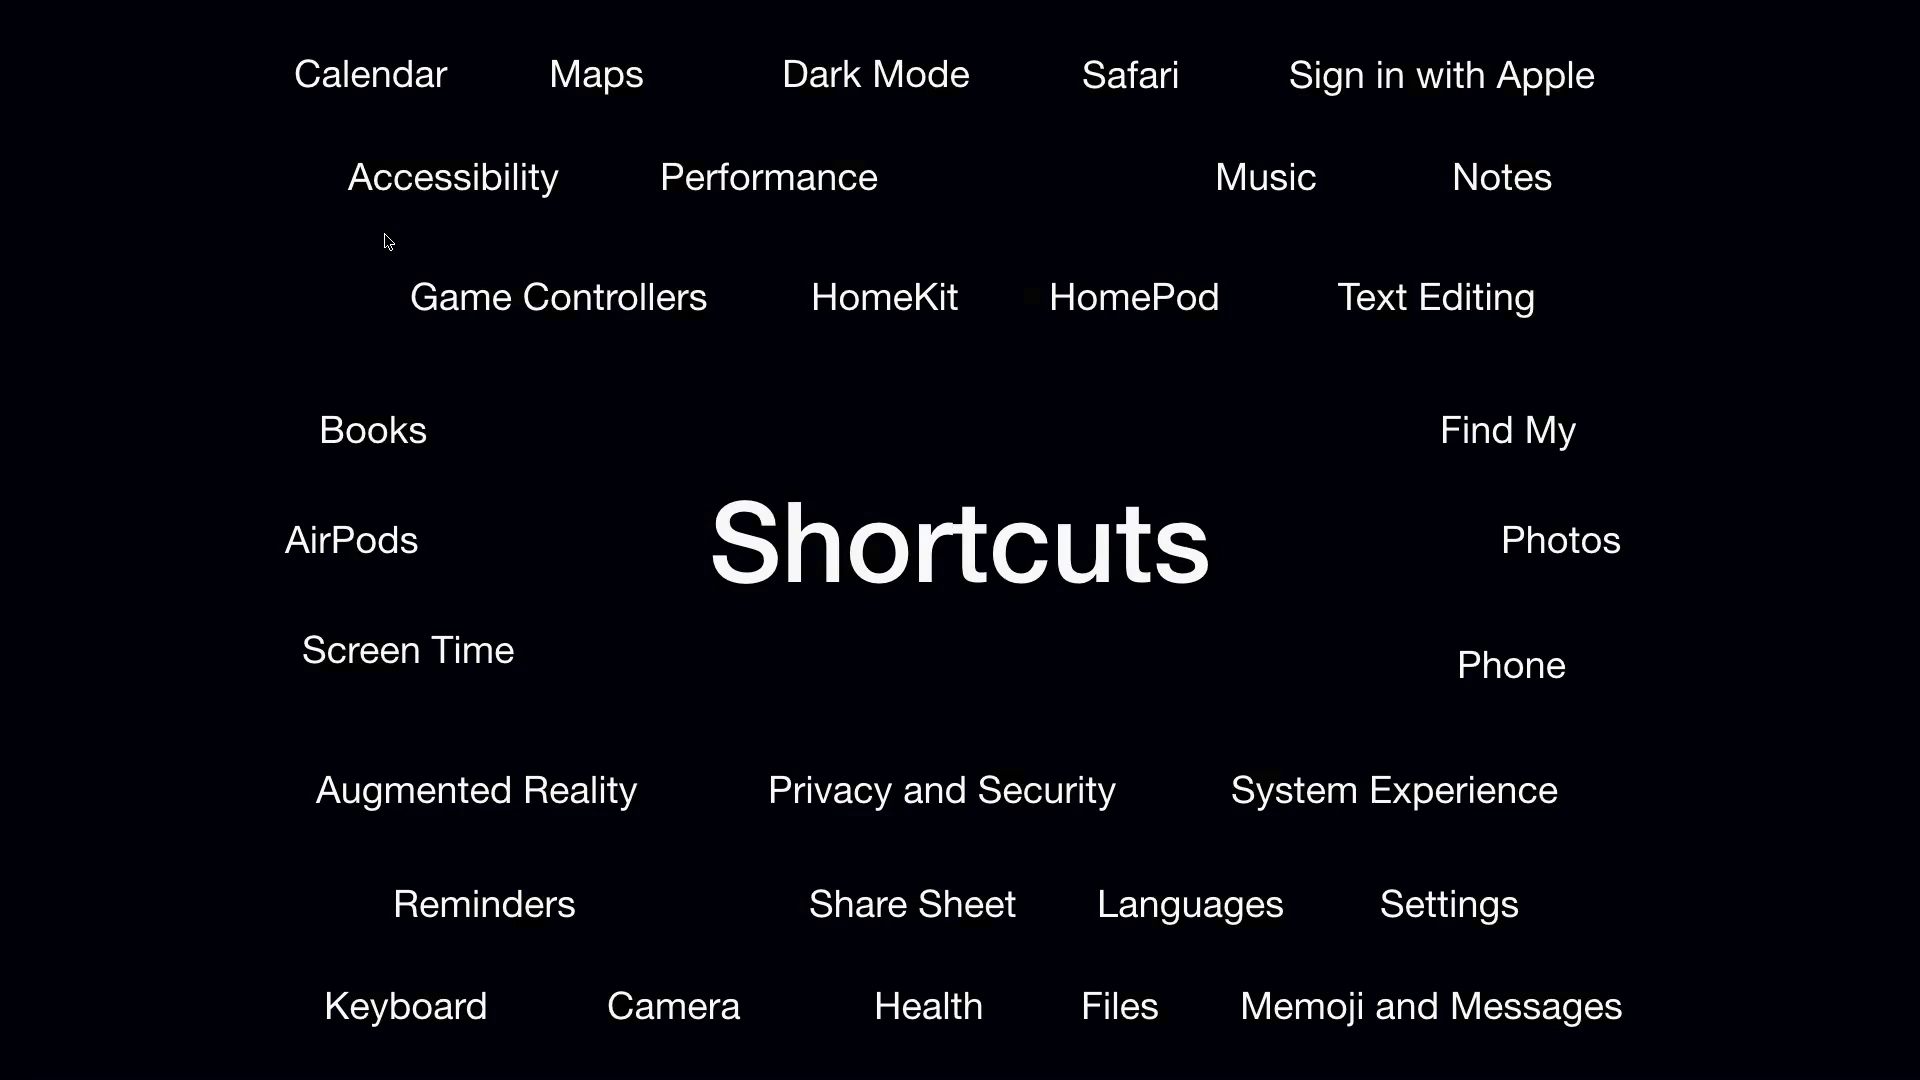 Calendar Maps Dark Mode Safari Sign in with Apple
Accessibility Performance Music Notes
Game Controllers HomeKit HomePod Text Editing
Books Find My
AirPods Shortcuts Photos
Screen Time Phone
Augmented Reality Privacy and Security System Experience
Reminders Share Sheet Languages Settings
Keyboard Camera Health Files Memoji and Messages